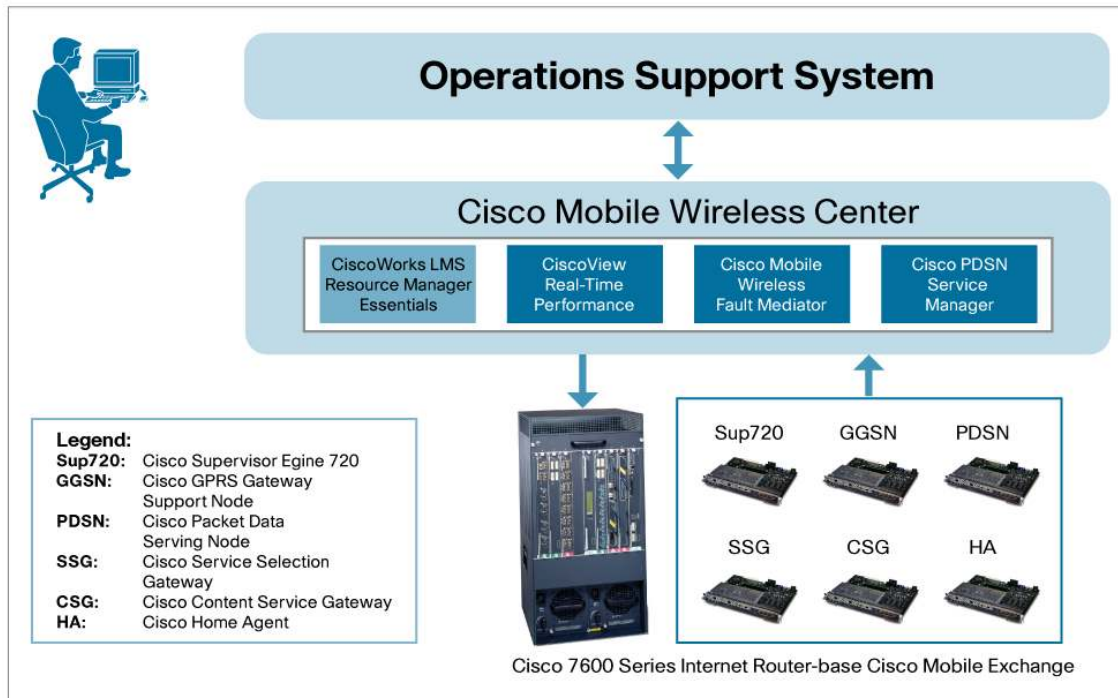 Operations Support System
Cisco Mobile Wireless Center
CiscoWorks LMS
Resource Manager
Essentials
CiscoView
Real-Time
Performance
Cisco Mobile
Wireless
Fault Mediator
Cisco PDSN
Service
Manager
Legend:
Sup720: Cisco Supervisor Egine 720
GGSN: Cisco GPRS Gateway
Support Node
PDSN: Cisco Packet Data
Serving Node
SSG: Cisco Service Selection
Gateway
CSG: Cisco Content Service Gateway
HA: Cisco Home Agent
Sup720 GGSN PDSN
SSG CSG HA
Cisco 7600 Series Internet Router-base Cisco Mobile Exchange